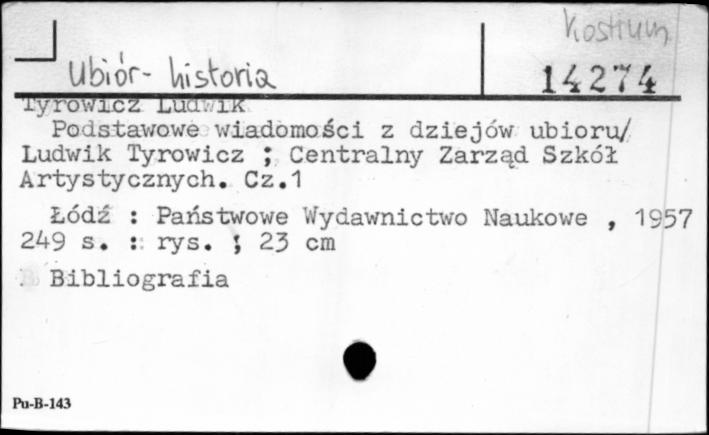 Kostium
Ubiór - historia
14274
Tyrowicz Ludwik
Podstawowe wiadomości z dziejów ubioru/
Ludwik Tyrowicz ; Centralny Zarząd Szkół
Artystycznych. Cz.1
Łódź : Państwowe Wydawnictwo Naukowe , 1957
249 s. : rys. ; 23 cm
Bibliografia
Pu-B-143